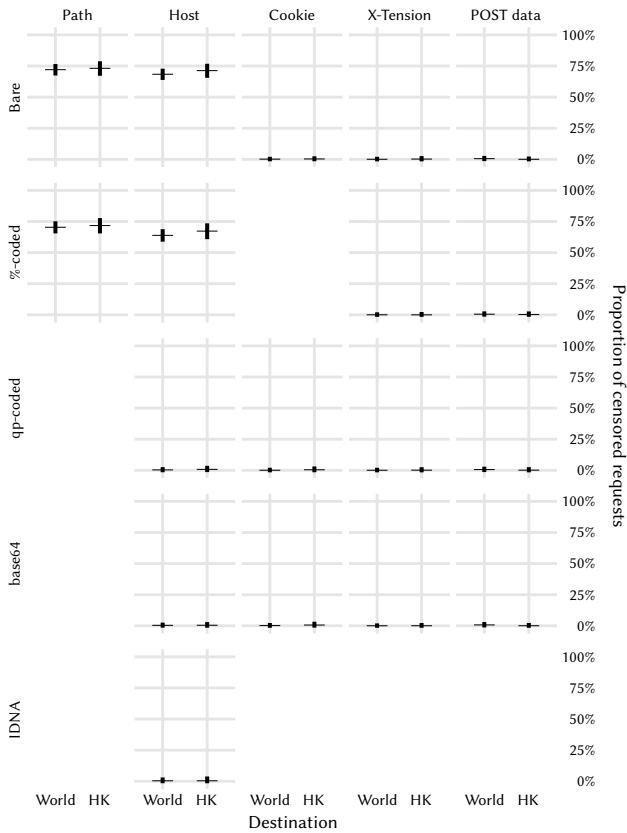 Path Host Cookie X-Tension POST data
Bare
100%
75%
50%
25%
0%
%-coded
100%
75%
50%
25%
0%
qp-coded
100%
75%
50%
25%
0%
base64
100%
75%
50%
25%
0%
IDNA
100%
75%
50%
25%
0%
Proportion of censored requests
World HK World HK World HK World HK World HK
Destination